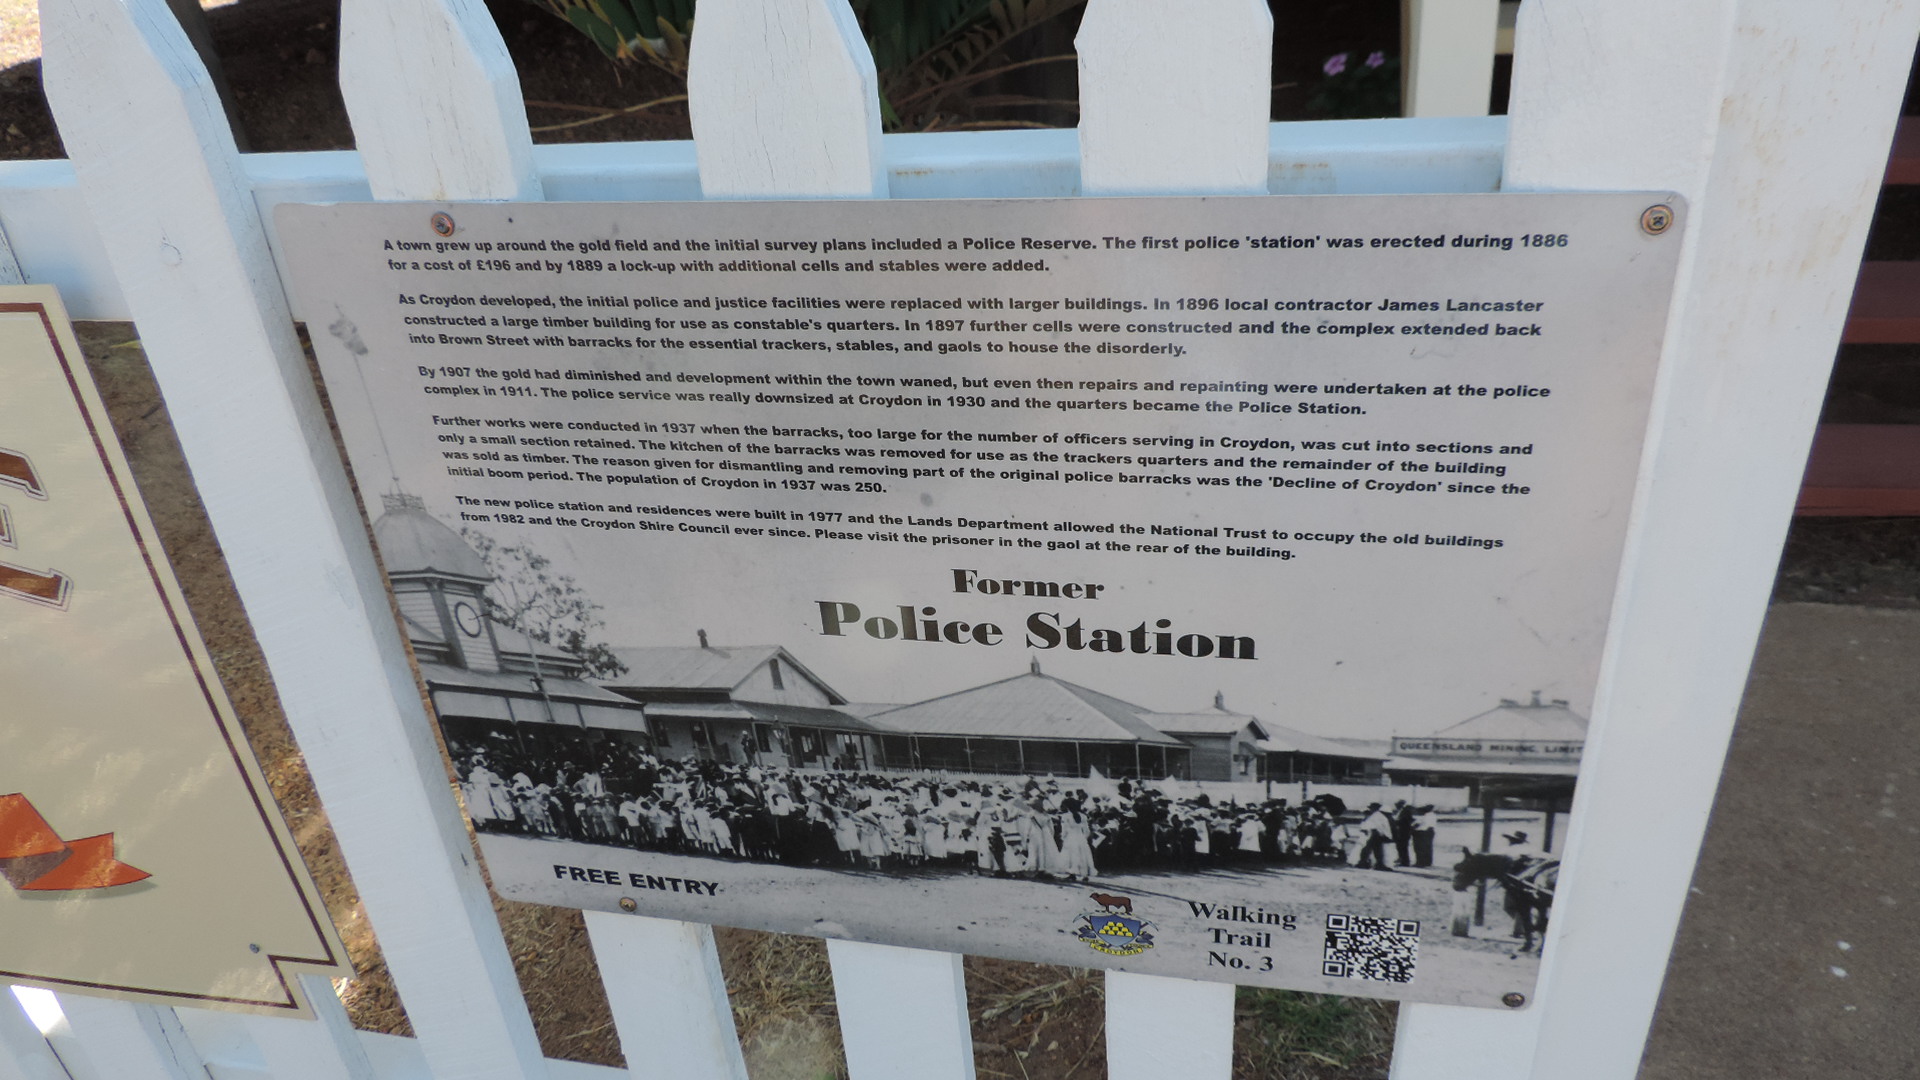 A town grew up around the gold field and the initial survey plans included a Police Reserve. The first police 'station' was erected during 1886
for a cost of £196 and by 1889 a lock-up with additional cells and stables were added.
As Croydon developed, the initial police and justice facilities were replaced with larger buildings. In 1896 local contractor James Lancaster
constructed a large timber building for use as constable's quarters. In 1897 further cells were constructed and the complex extended back
into Brown Street with barracks for the essential trackers, stables, and gaols to house the disorderly.
By 1907 the gold had diminished and development within the town waned, but even then repairs and repainting were undertaken at the police
complex in 1911. The police service was really downsized at Croydon in 1930 and the quarters became the Police Station.
Further works were conducted in 1937 when the barracks, too large for the number of officers serving in Croydon, was cut into sections and
only a small section retained. The kitchen of the barracks was removed for use as the trackers quarters and the remainder of the building
was sold as timber. The reason given for dismantling and removing part of the original police barracks was the 'Decline of Croydon' since the
initial boom period. The population of Croydon in 1937 was 250.
The new police station and residences were built in 1977 and the Lands Department allowed the National Trust to occupy the old buildings
from 1982 and the Croydon Shire Council ever since. Please visit the prisoner in the gaol at the rear of the building.
Former
Police Station
QUEENSLAND MINING. LIMIT
FREE ENTRY
Walking
Trail
No. 3